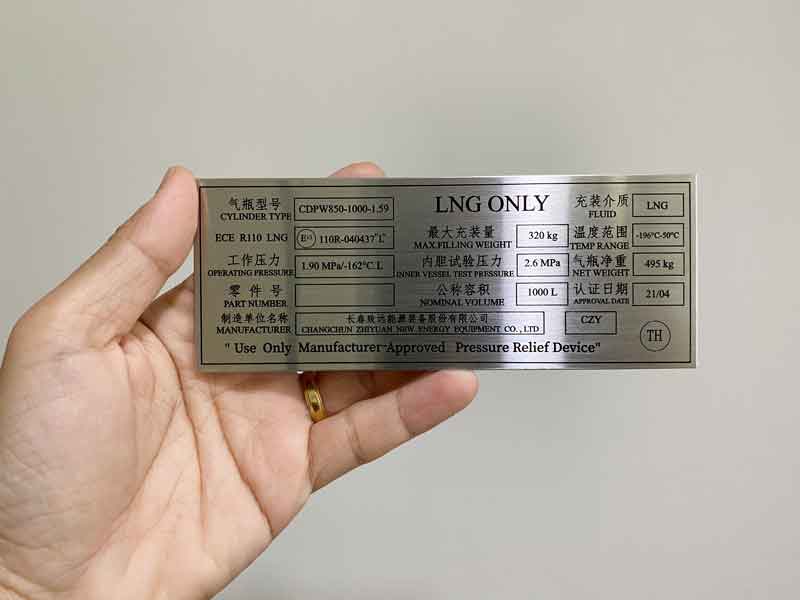 气瓶型号 CYLINDER TYPE CDPW850-1000-1.59 LNG ONLY 充装介质 FLUID LNG
ECE R110 LNG 110R-040437"L" 最大充装量 MAX.FILLING WEIGHT 320 kg 温度范围 TEMP RANGE -196°C-50°C
工作压力 OPERATING PRESSURE 1.90 MPa/-162°C. L 内胆试验压力 INNER VESSEL TEST PRESSURE 2.6 MPa 气瓶净重 NET WEIGHT 495 kg
零件号 PART NUMBER 公称容积 NOMINAL VOLUME 1000 L 认证日期 APPROVAL DATE 21/04
制造单位名称 MANUFACTURER 长春致远新能源装备股份有限公司 CHANGCHUN ZHIYUAN NEW ENERGY EQUIPMENT CO., LTD CZY TH
" Use Only Manufacturer-Approved Pressure Relief Device"